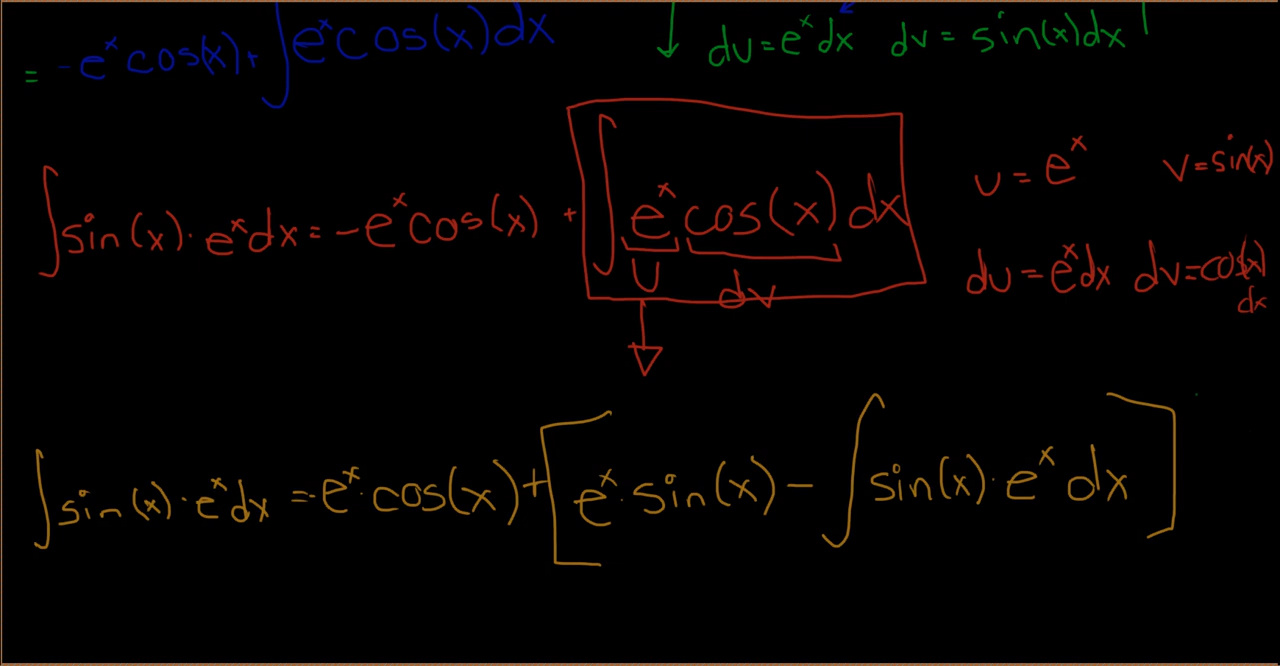 = -e^x cos(x) + ∫ e^x cos(x) dx
↓ du = e^x dx dv = sin(x) dx
∫ sin(x) · e^x dx = -e^x cos(x) + ∫ e^x cos(x) dx
U dv
u = e^x v = sin(x)
du = e^x dx dv = cos(x) dx
∫ sin(x) · e^x dx = -e^x · cos(x) + [ e^x · sin(x) - ∫ sin(x) · e^x dx ]